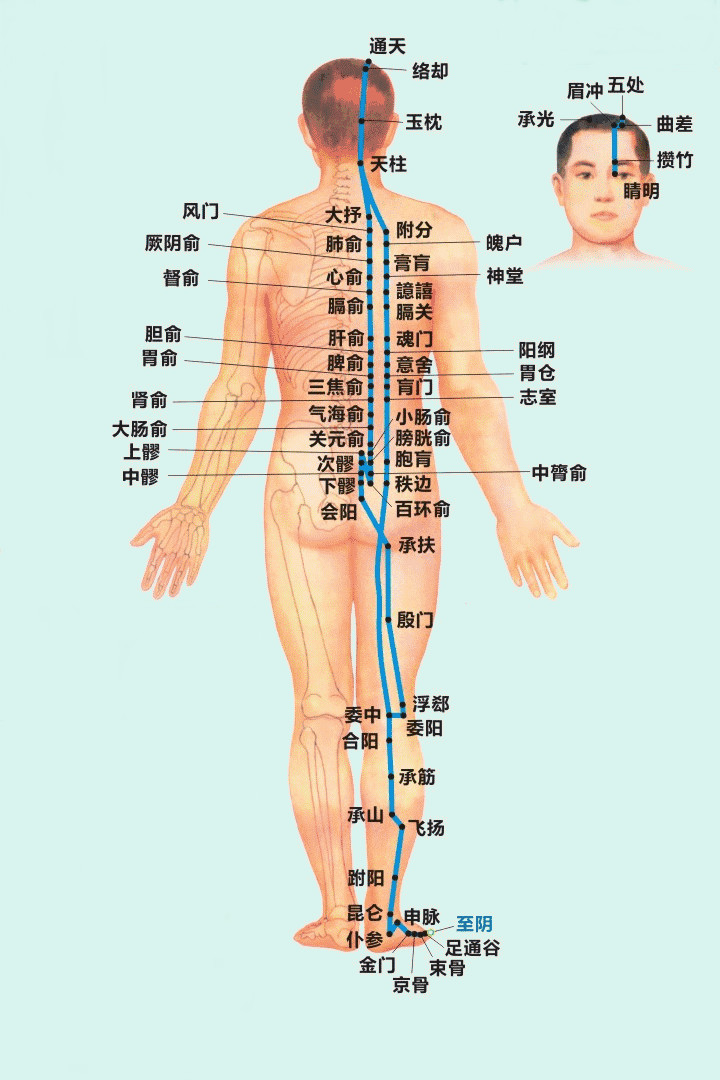 通天
络却
五处
眉冲
承光
曲差
玉枕
攒竹
天柱
睛明
风门
大抒
附分
厥阴俞
肺俞
魄户
膏肓
督俞
心俞
神堂
譩譆
膈俞
膈关
胆俞
肝俞
魂门
阳纲
胃俞
脾俞
意舍
胃仓
三焦俞
肓门
肾俞
志室
气海俞
小肠俞
大肠俞
关元俞
膀胱俞
上髎
次髎
胞肓
中髎
中膂俞
下髎
秩边
会阳
百环俞
承扶
殷门
浮郄
委中
委阳
合阳
承筋
承山
飞扬
跗阳
昆仑
申脉
至阴
仆参
足通谷
金门
束骨
京骨